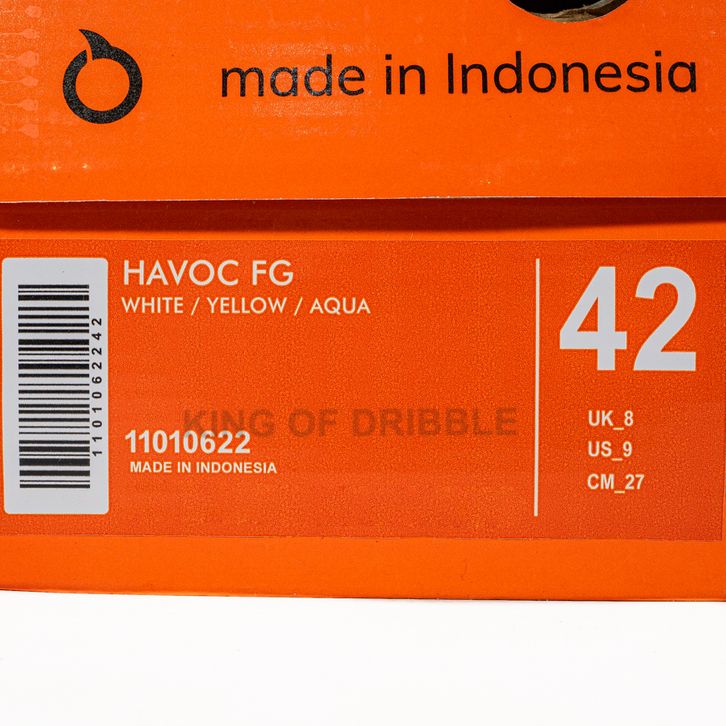 made in Indonesia
HAVOC FG
WHITE / YELLOW / AQUA
1101062242
KING OF DRIBBLE
11010622
MADE IN INDONESIA
42
UK_8
US_9
CM_27